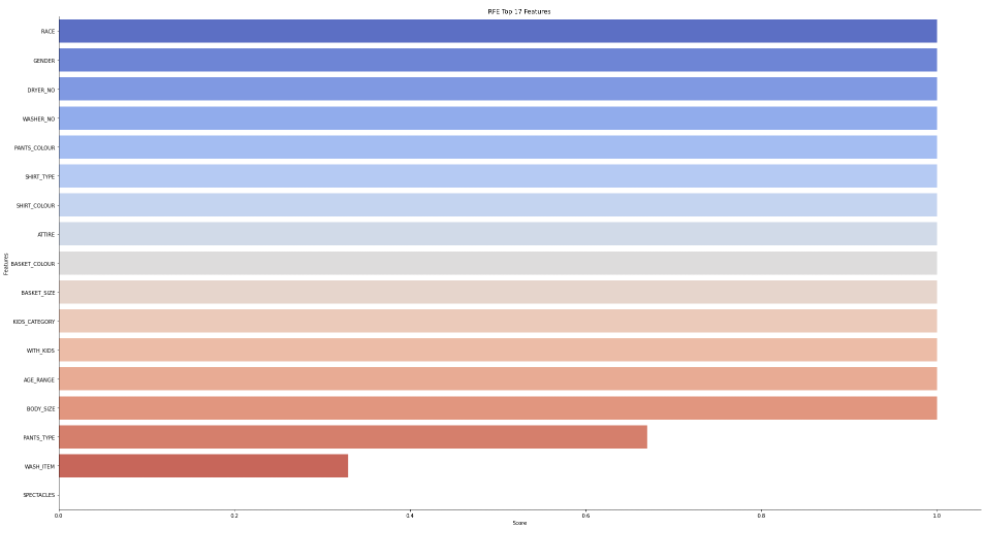 RFE Top 17 Features
RACE
GENDER
DRYER_NO
WASHER_NO
PANTS_COLOUR
SHIRT_TYPE
SHIRT_COLOUR
ATTIRE
BASKET_COLOUR
BASKET_SIZE
KIDS_CATEGORY
WITH_KIDS
AGE_RANGE
BODY_SIZE
PANTS_TYPE
WASH_ITEM
SPECTACLES
Features
0.0 0.2 0.4 0.6 0.8 1.0
Score